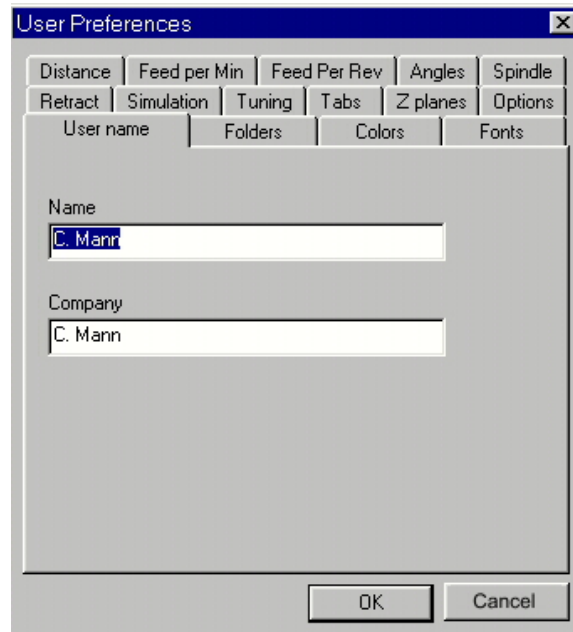 User Preferences
Distance Feed per Min Feed Per Rev Angles Spindle
Retract Simulation Tuning Tabs Z planes Options
User name Folders Colors Fonts
Name
C. Mann
Company
C. Mann
OK Cancel